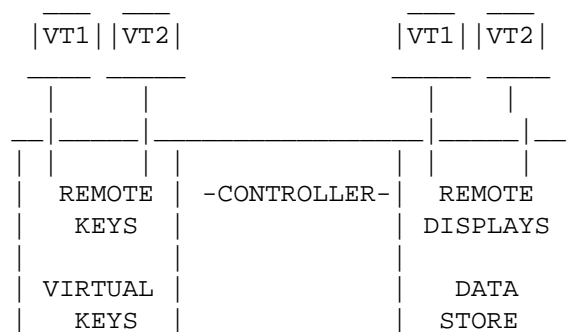 |VT1||VT2| |VT1||VT2|
REMOTE -CONTROLLER- REMOTE
KEYS DISPLAYS
VIRTUAL DATA
KEYS STORE